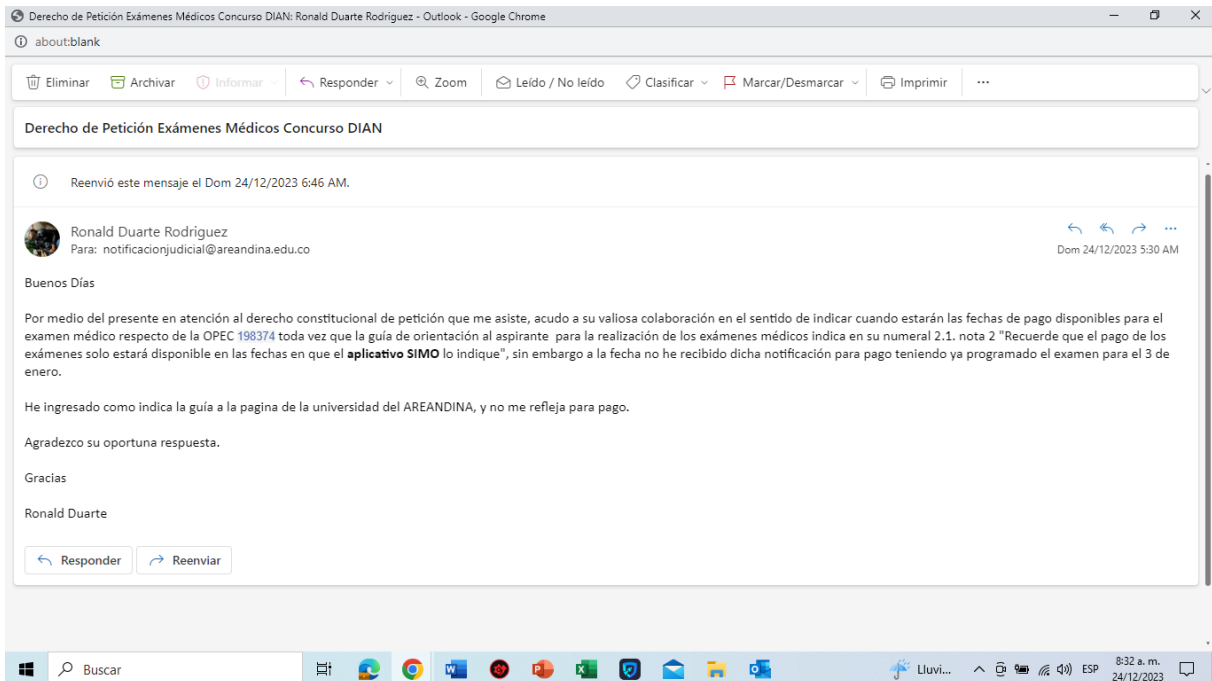 Derecho de Petición Exámenes Médicos Concurso DIAN: Ronald Duarte Rodriguez - Outlook - Google Chrome
about:blank
Eliminar Archivar Informar Responder Zoom Leído / No leído Clasificar Marcar/Desmarcar Imprimir ...
Derecho de Petición Exámenes Médicos Concurso DIAN
Reenvió este mensaje el Dom 24/12/2023 6:46 AM.
Ronald Duarte Rodriguez
Para: notificacionjudicial@areandina.edu.co
Dom 24/12/2023 5:30 AM
Buenos Días
Por medio del presente en atención al derecho constitucional de petición que me asiste, acudo a su valiosa colaboración en el sentido de indicar cuando estarán las fechas de pago disponibles para el
examen médico respecto de la OPEC 198374 toda vez que la guía de orientación al aspirante para la realización de los exámenes médicos indica en su numeral 2.1. nota 2 "Recuerde que el pago de los
exámenes solo estará disponible en las fechas en que el aplicativo SIMO lo indique", sin embargo a la fecha no he recibido dicha notificación para pago teniendo ya programado el examen para el 3 de
enero.
He ingresado como indica la guía a la pagina de la universidad del AREANDINA, y no me refleja para pago.
Agradezco su oportuna respuesta.
Gracias
Ronald Duarte
Responder Reenviar
Buscar
Lluvi... ESP 8:32 a. m.
24/12/2023